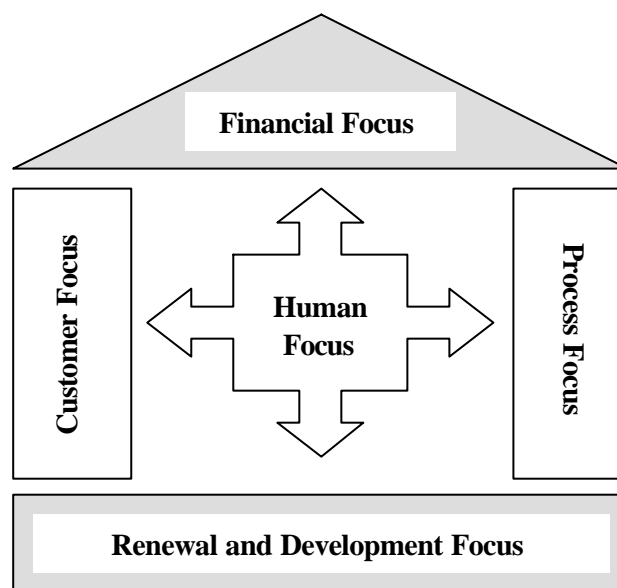 Financial Focus
Customer Focus
Human
Focus
Process Focus
Renewal and Development Focus